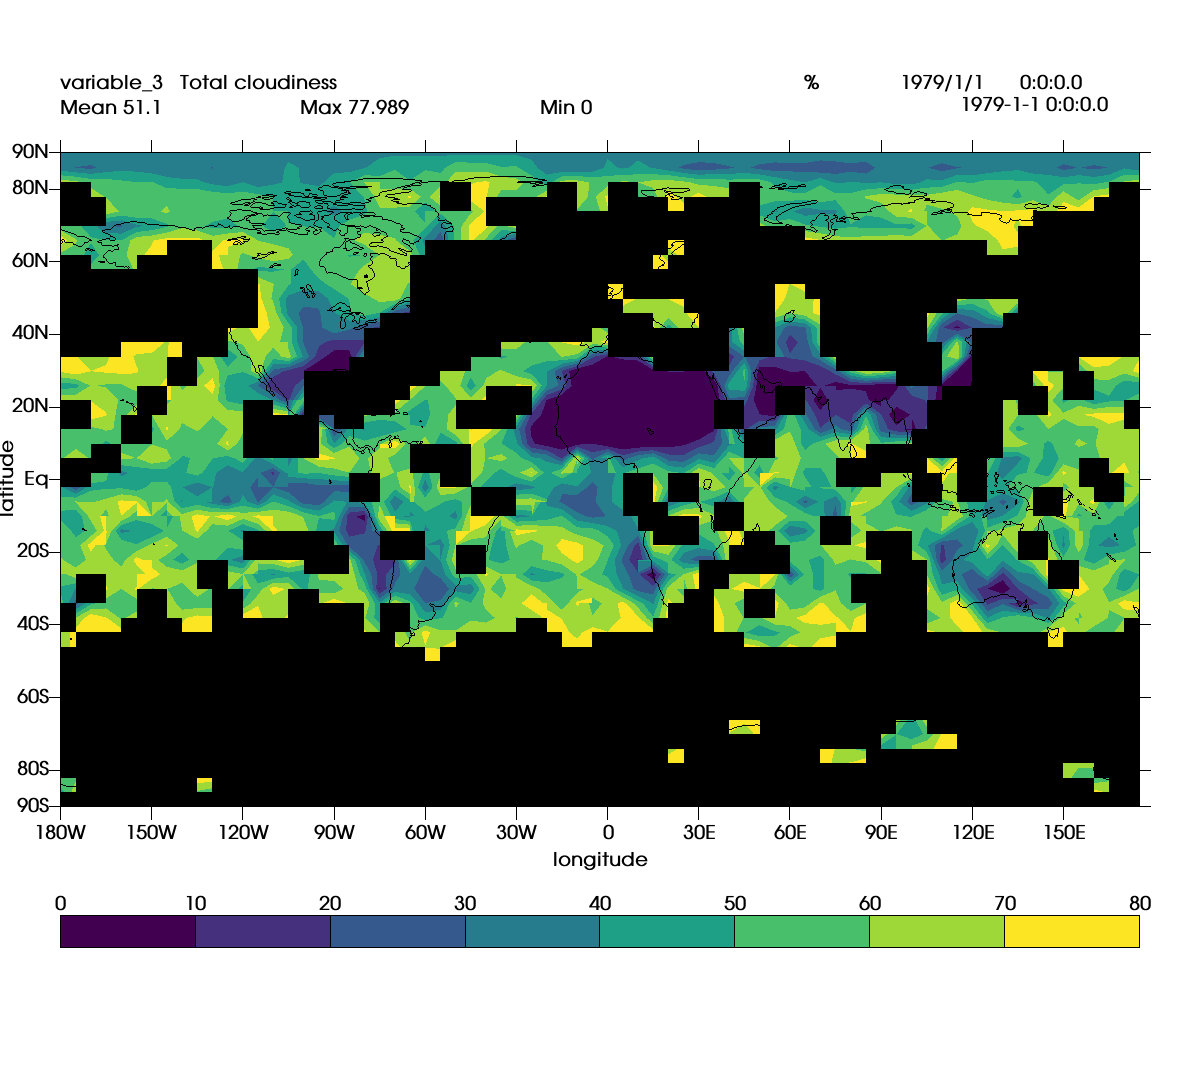 variable_3 Total cloudiness % 1979/1/1 0:0:0.0
Mean 51.1 Max 77.989 Min 0 1979-1-1 0:0:0.0
90N
80N
60N
40N
20N
Eq
20S
40S
60S
80S
90S
latitude
180W 150W 120W 90W 60W 30W 0 30E 60E 90E 120E 150E
longitude
0 10 20 30 40 50 60 70 80